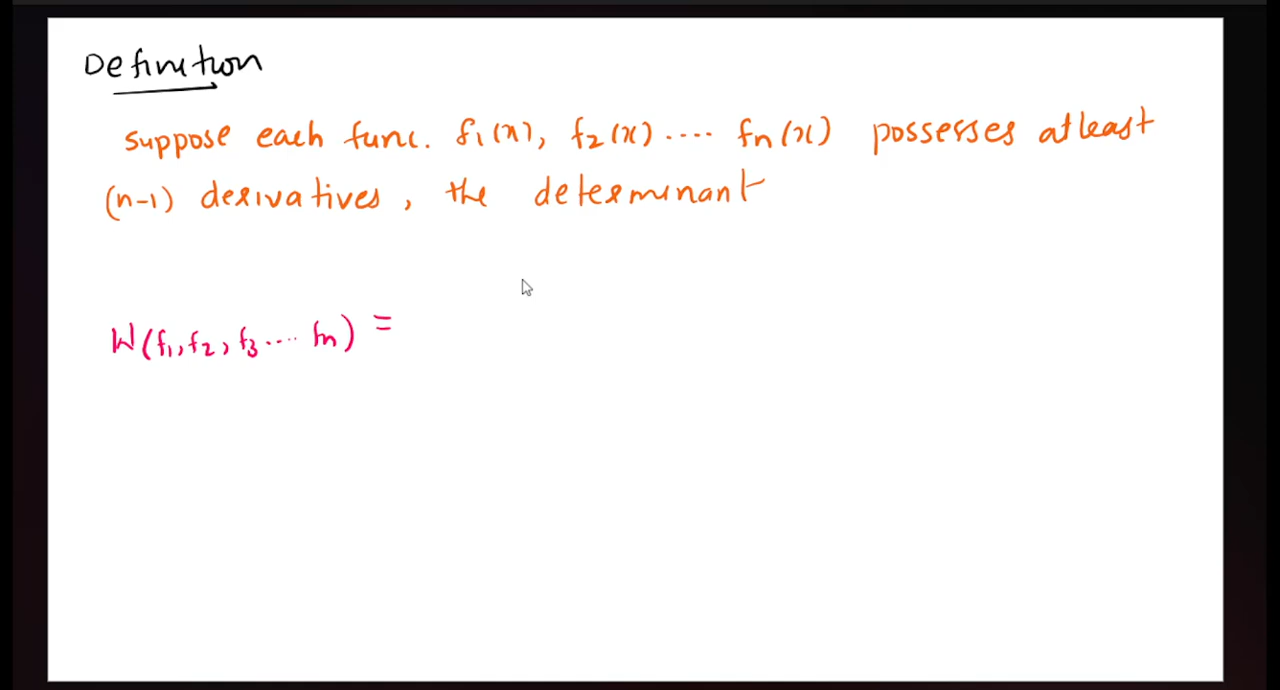 Definition
suppose each func. f1(x), f2(x) .... fn(x) possesses atleast
(n-1) derivatives, the determinant
W(f1, f2, f3 .... fn) =